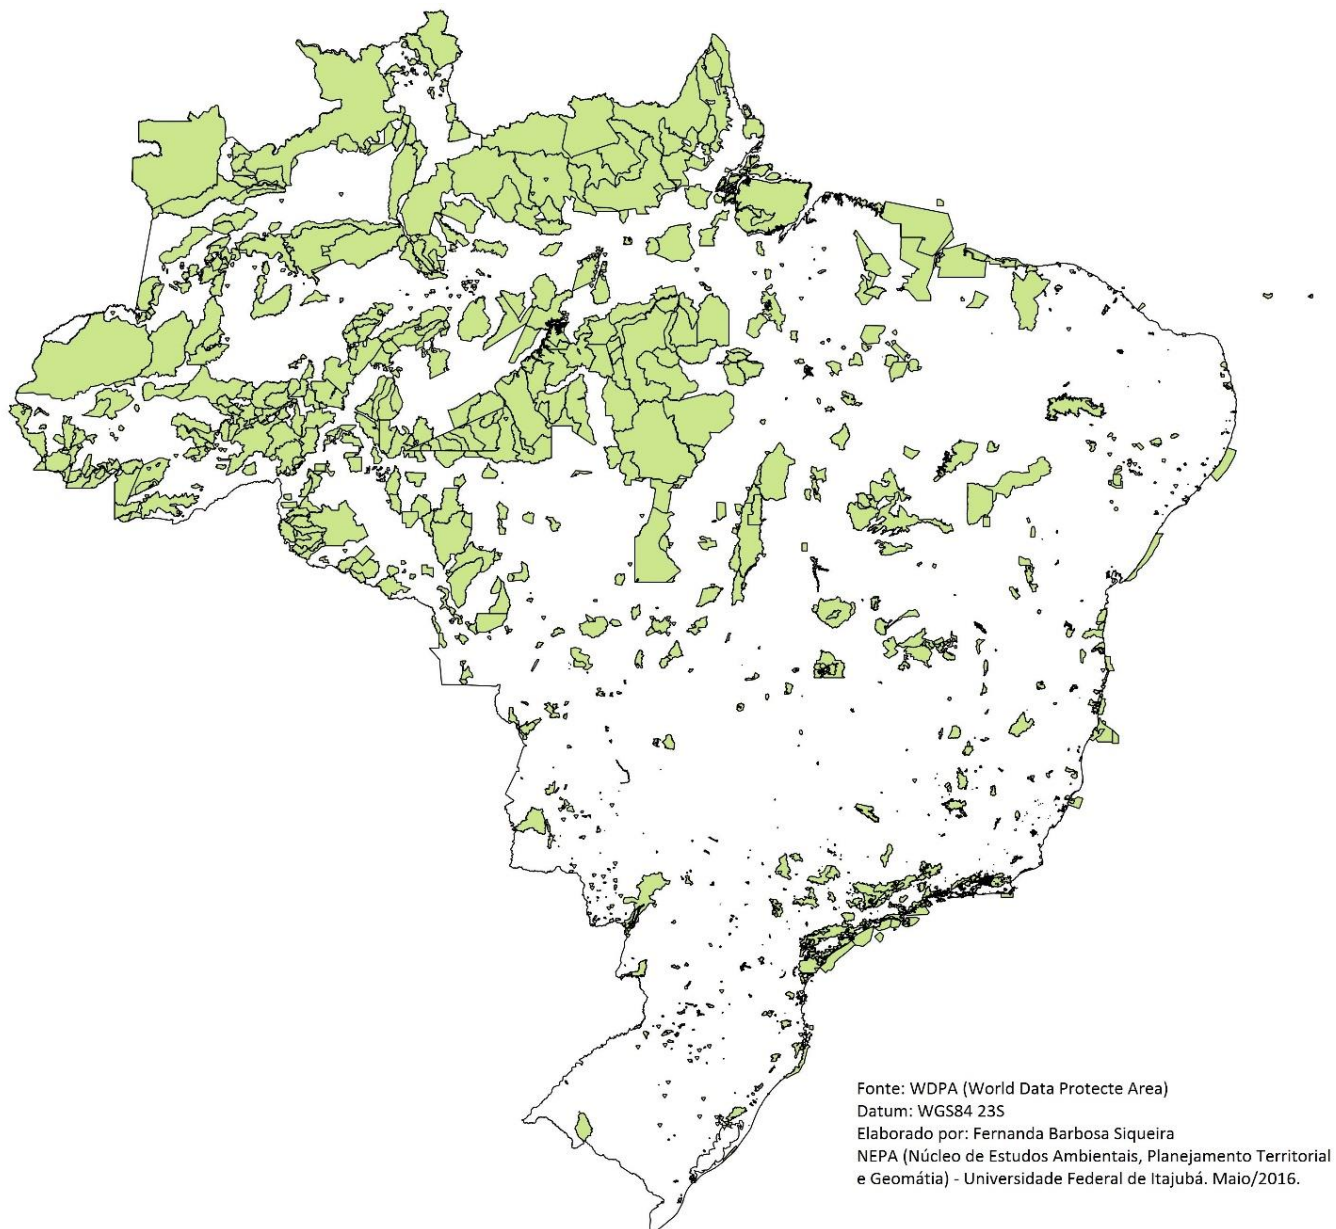 Fonte: WDPA (World Data Protecte Area)
Datum: WGS84 23S
Elaborado por: Fernanda Barbosa Siqueira
NEPA (Núcleo de Estudos Ambientais, Planejamento Territorial
e Geomátia) - Universidade Federal de Itajubá. Maio/2016.